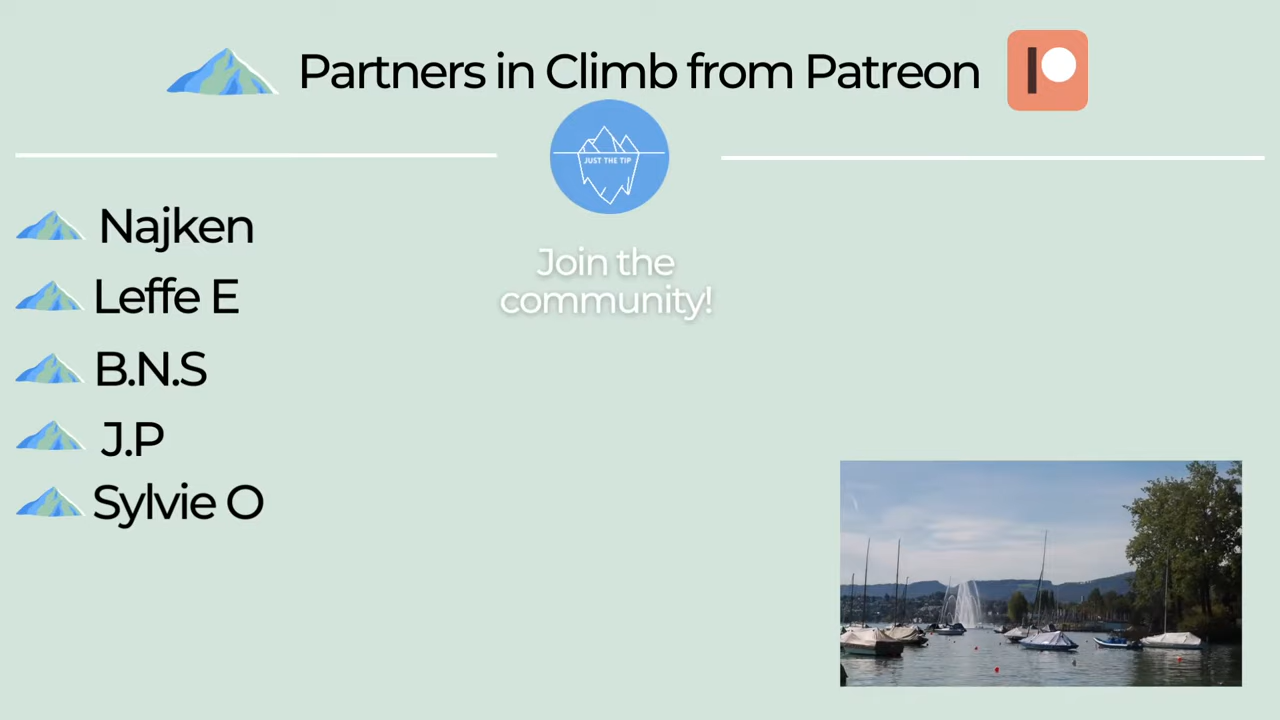 Partners in Climb from Patreon
JUST THE TIP
Join the
community!
Najken
Leffe E
B.N.S
J.P
Sylvie O